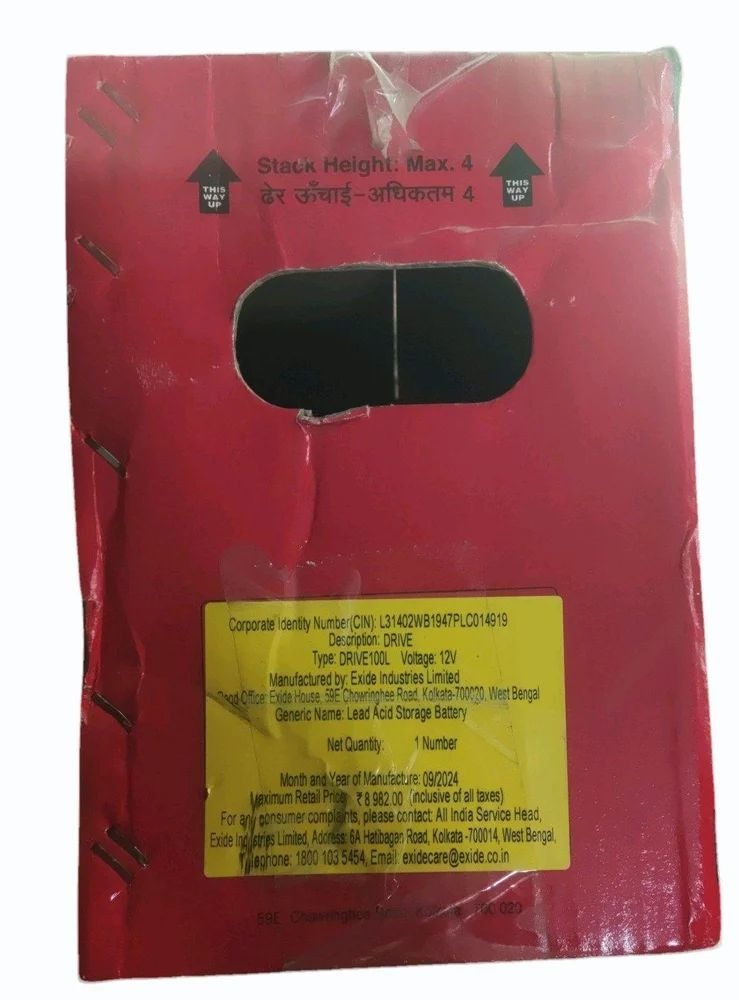 Stack Height: Max. 4
ढेर ऊँचाई-अधिकतम 4
THIS
WAY
UP
THIS
WAY
UP
Corporate Identity Number(CIN): L31402WB1947PLC014919
Description: DRIVE
Type: DRIVE100L Voltage: 12V
Manufactured by: Exide Industries Limited
Office: Exide House, 59E Chowringhee Road, Kolkata-700020, West Bengal
Generic Name: Lead Acid Storage Battery
Net Quantity: 1 Number
Month and Year of Manufacture: 09/2024
Maximum Retail Price ₹8 982.00 (inclusive of all taxes)
For any consumer complaints, please contact: All India Service Head,
Exide Industries Limited, Address: 6A Hatibagan Road, Kolkata -700014, West Bengal,
Telephone: 1800 103 5454, Email: exidecare@exide.co.in
59E Chowringhee Road Kolkata 700 020